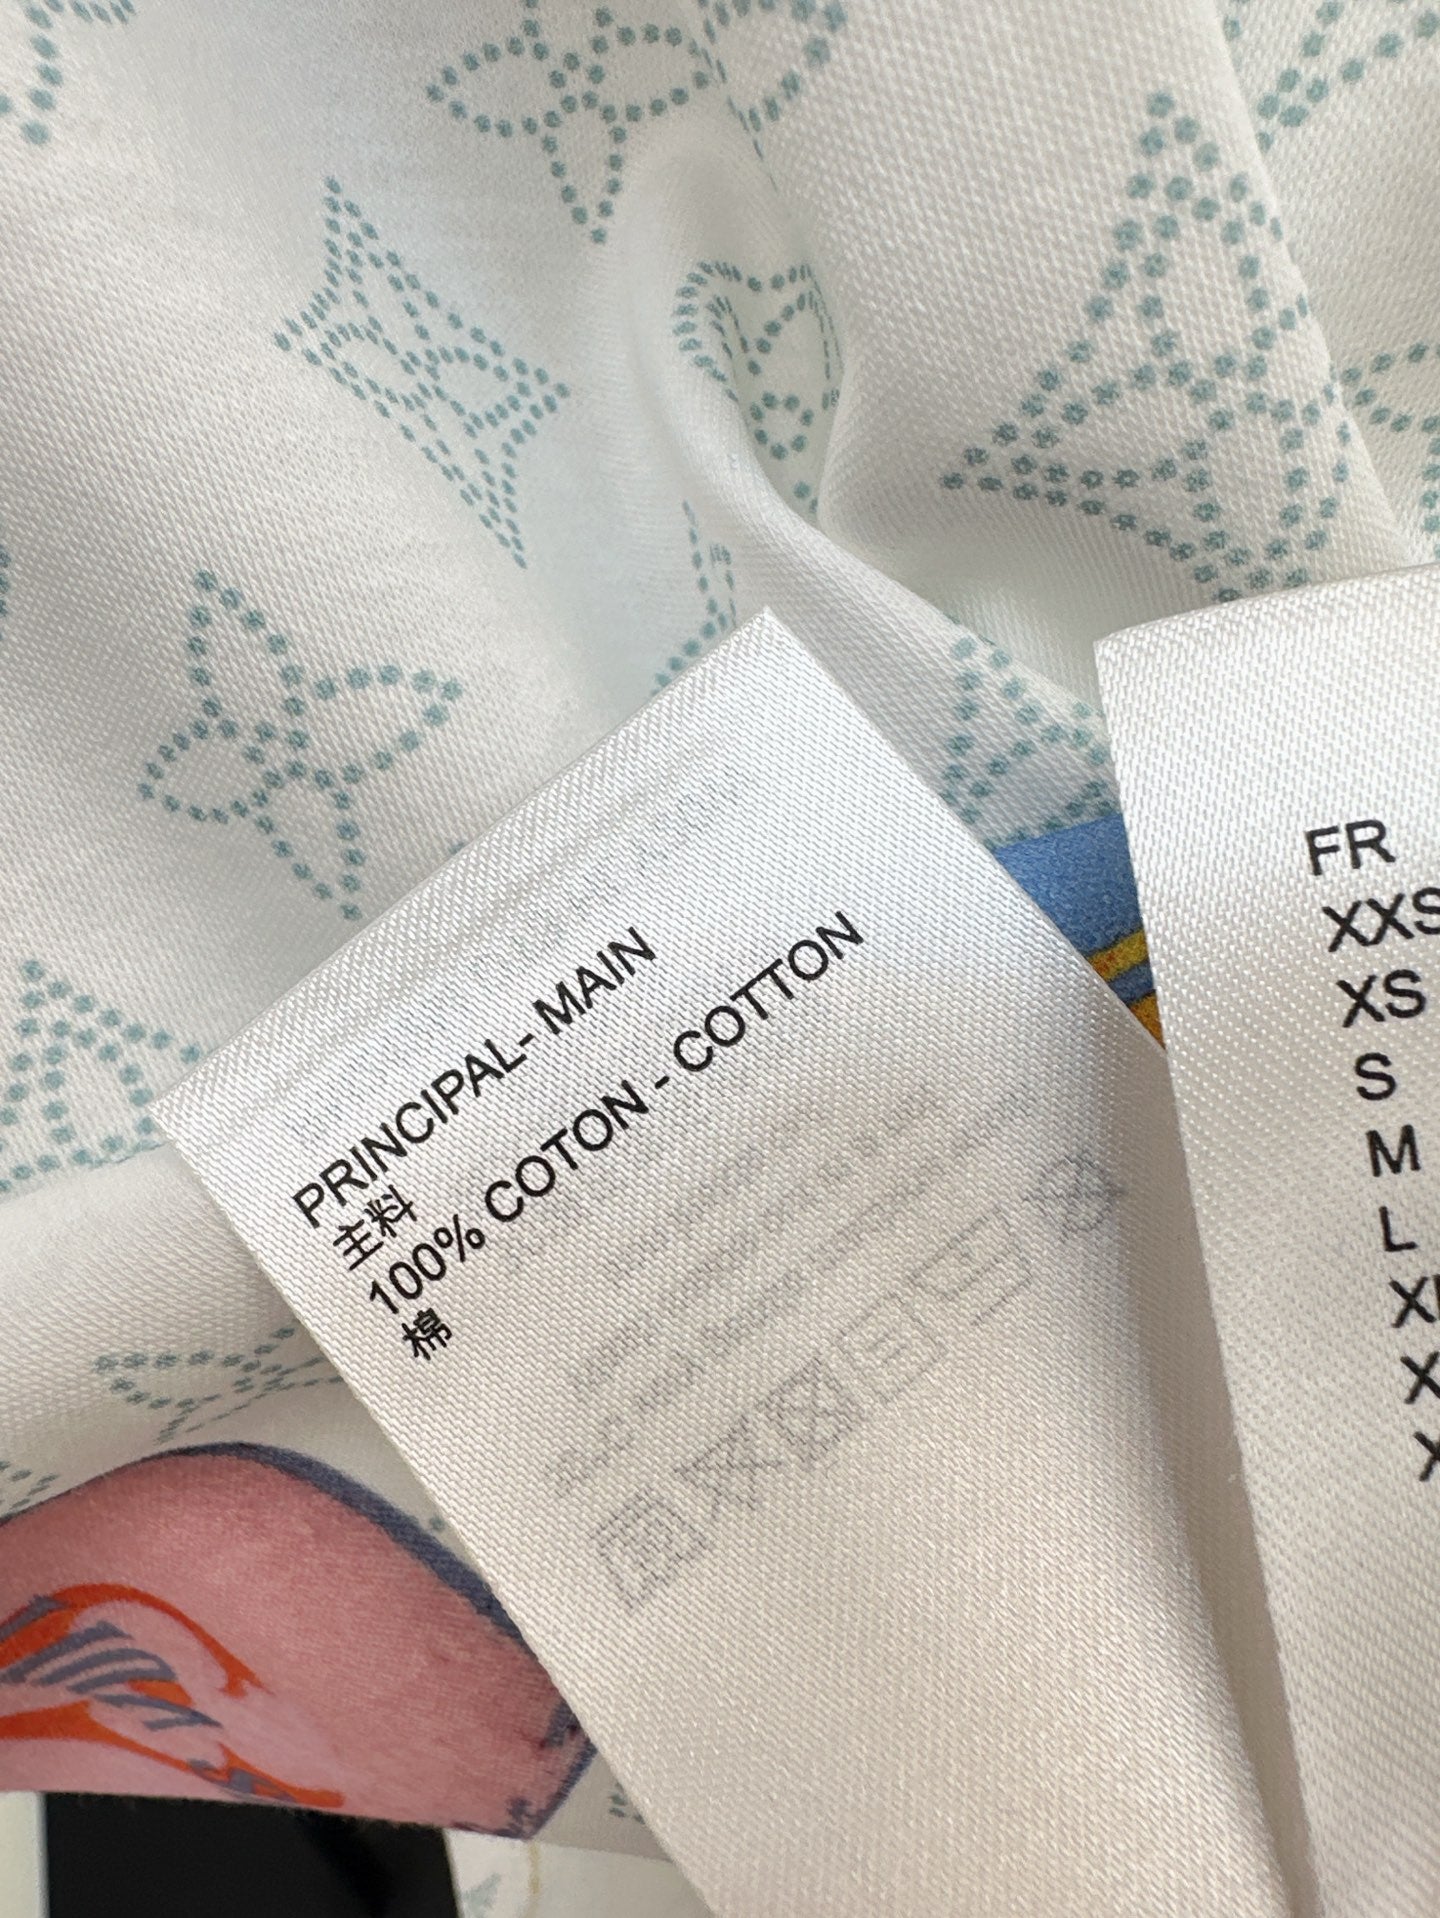 PRINCIPAL- MAIN
主料
100% COTON - COTTON
棉
FR
XXS
XS
S
M
L